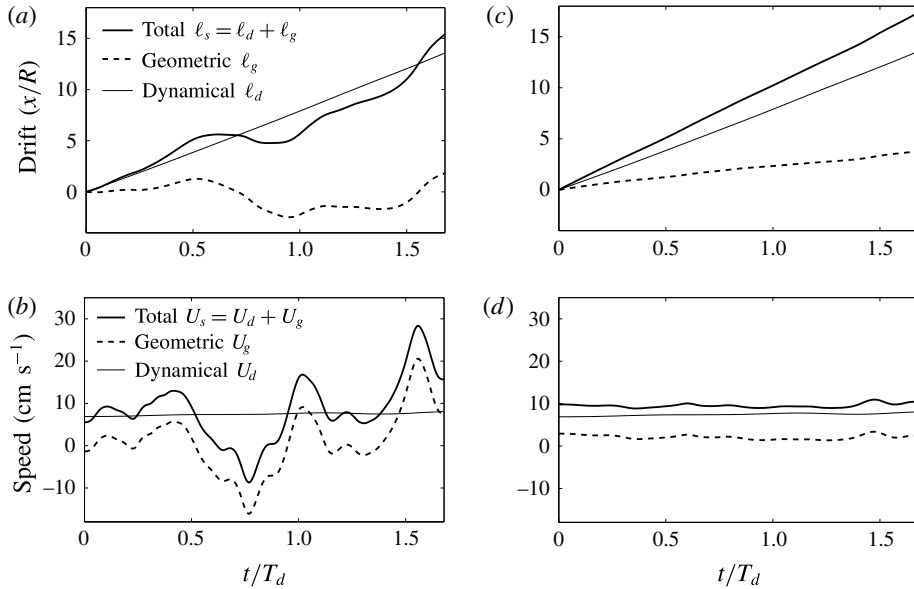 (a)
15
10
5
0
Drift (x/R)
Total ℓs = ℓd + ℓg
Geometric ℓg
Dynamical ℓd
0 0.5 1.0 1.5
(c)
15
10
5
0
0 0.5 1.0 1.5
(b)
30
20
10
0
−10
Speed (cm s−1)
Total Us = Ud + Ug
Geometric Ug
Dynamical Ud
0 0.5 1.0 1.5
t/Td
(d)
30
20
10
0
−10
0 0.5 1.0 1.5
t/Td